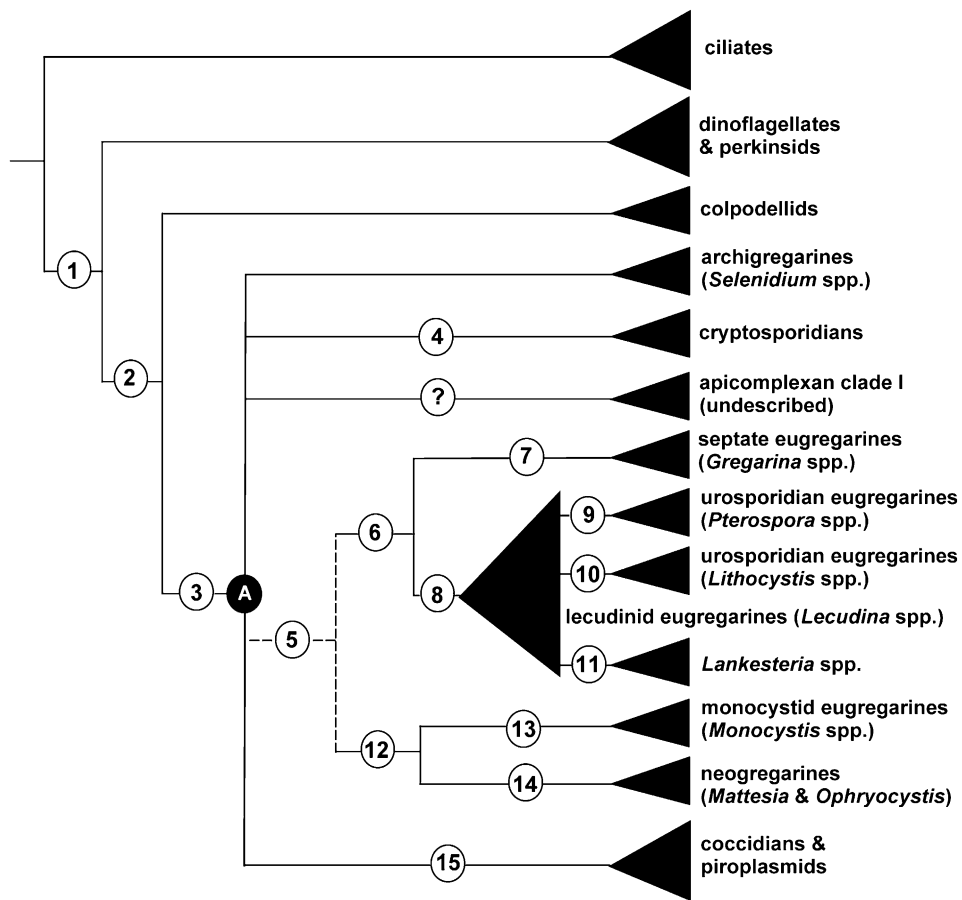 ciliates
dinoflagellates
& perkinsids
colpodellids
archigregarines
(Selenidium spp.)
1
4
cryptosporidians
2
?
apicomplexan clade I
(undescribed)
7
septate eugregarines
(Gregarina spp.)
6
9
urosporidian eugregarines
(Pterospora spp.)
3
A
8
10
urosporidian eugregarines
(Lithocystis spp.)
5
lecudinid eugregarines (Lecudina spp.)
11
Lankesteria spp.
12
13
monocystid eugregarines
(Monocystis spp.)
14
neogregarines
(Mattesia & Ophryocystis)
15
coccidians &
piroplasmids